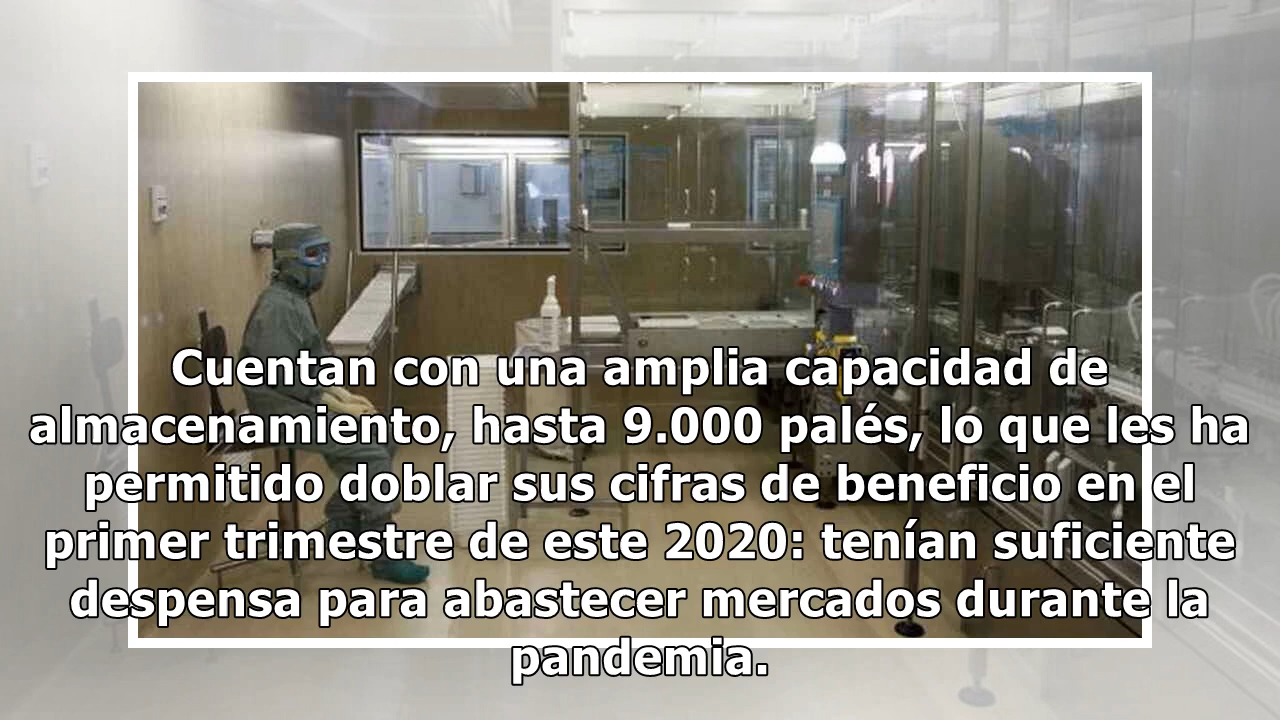 Cuentan con una amplia capacidad de
almacenamiento, hasta 9.000 palés, lo que les ha
permitido doblar sus cifras de beneficio en el
primer trimestre de este 2020: tenían suficiente
despensa para abastecer mercados durante la
pandemia.